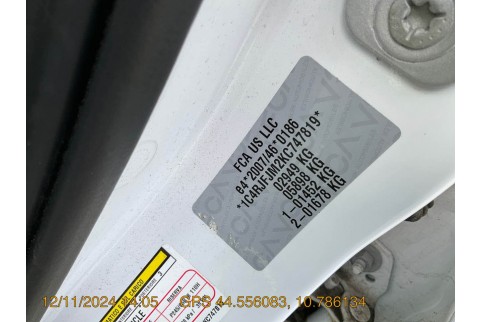 FCA US LLC
e4*2007/46*0186
*1C4RJFJM2KC747819*
02949 KG
05898 KG
1-01452 KG
2-01678 KG
12/11/2024 14:05 GPS 44.556083, 10.786134